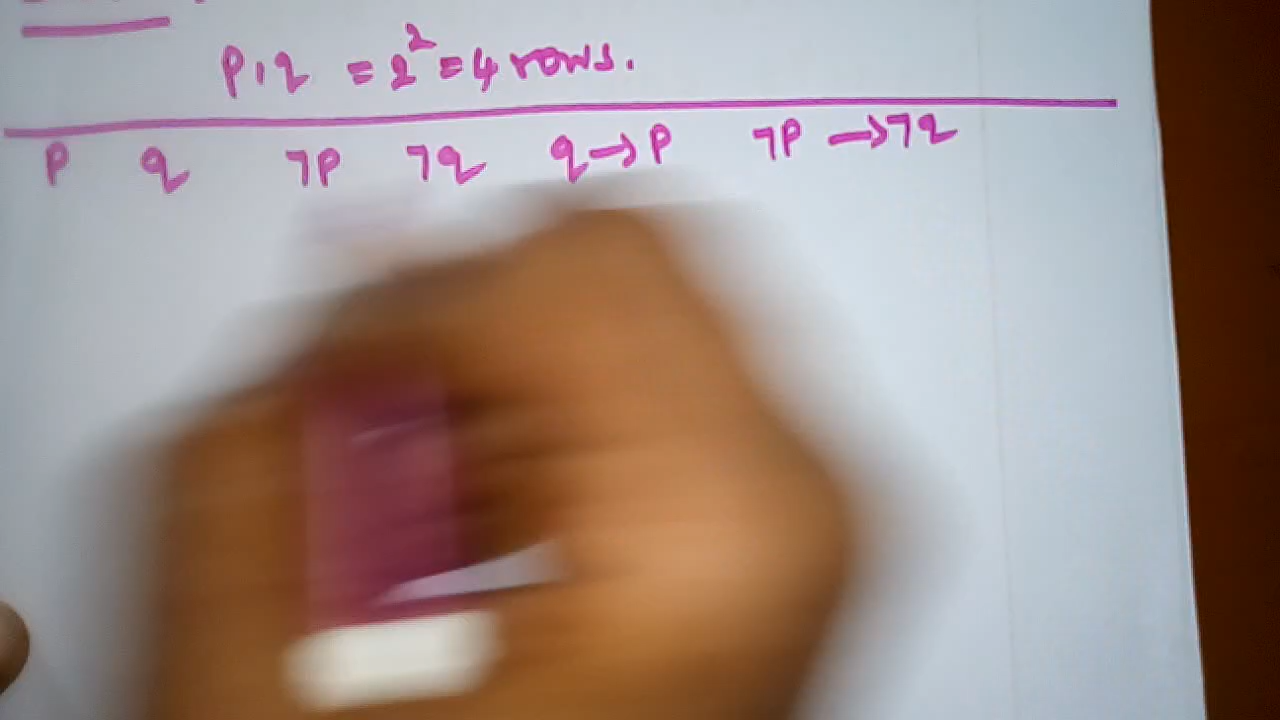 p, q = 2² = 4 rows.
p q ¬p ¬q q→p ¬p →¬q